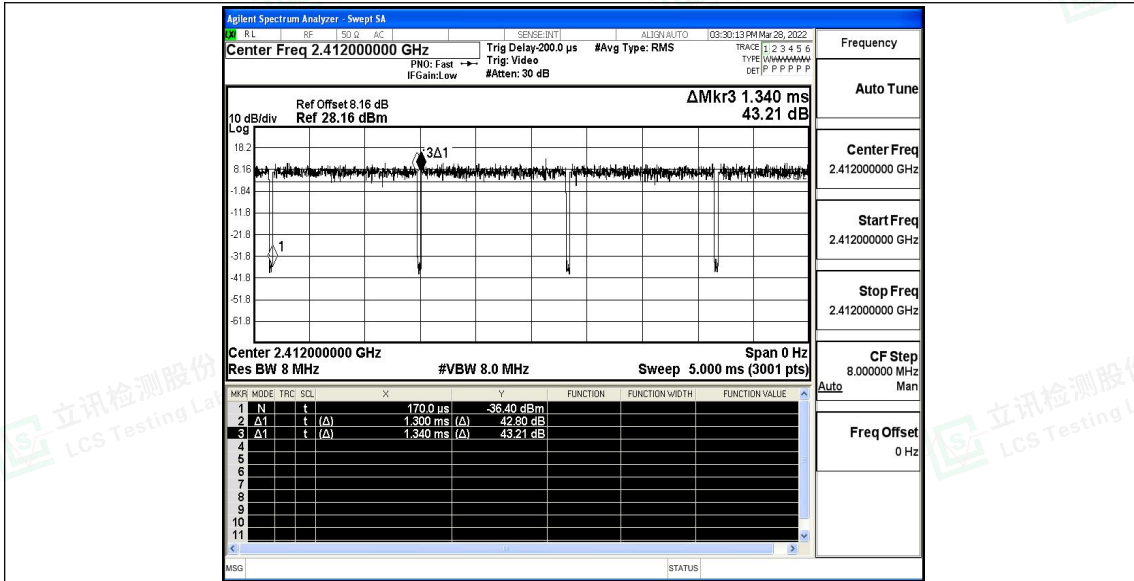 Agilent Spectrum Analyzer - Swept SA
RL RF 50 Ω AC SENSE:INT ALIGN AUTO 03:30:13 PM Mar 28, 2022
Center Freq 2.412000000 GHz
PNO: Fast
IFGain:Low
Trig Delay-200.0 µs
Trig: Video
#Atten: 30 dB
#Avg Type: RMS
TRACE 1 2 3 4 5 6
TYPE
DET P P P P P P
ΔMkr3 1.340 ms
43.21 dB
Ref Offset 8.16 dB
10 dB/div Ref 28.16 dBm
Log
18.2
8.16
-1.84
-11.8
-21.8
-31.8
-41.8
-51.8
-61.8
3Δ1
1
Center 2.412000000 GHz Span 0 Hz
Res BW 8 MHz #VBW 8.0 MHz Sweep 5.000 ms (3001 pts)
MKR MODE TRC SCL X Y FUNCTION FUNCTION WIDTH FUNCTION VALUE
1 N t 170.0 µs -36.40 dBm
2 Δ1 t (Δ) 1.300 ms (Δ) 42.80 dB
3 Δ1 t (Δ) 1.340 ms (Δ) 43.21 dB
4
5
6
7
8
9
10
11
MSG STATUS
Frequency
Auto Tune
Center Freq
2.412000000 GHz
Start Freq
2.412000000 GHz
Stop Freq
2.412000000 GHz
CF Step
8.000000 MHz
Auto Man
Freq Offset
0 Hz
立讯检测股份
LCS Testing Lab
立讯检测股份
LCS Testing L